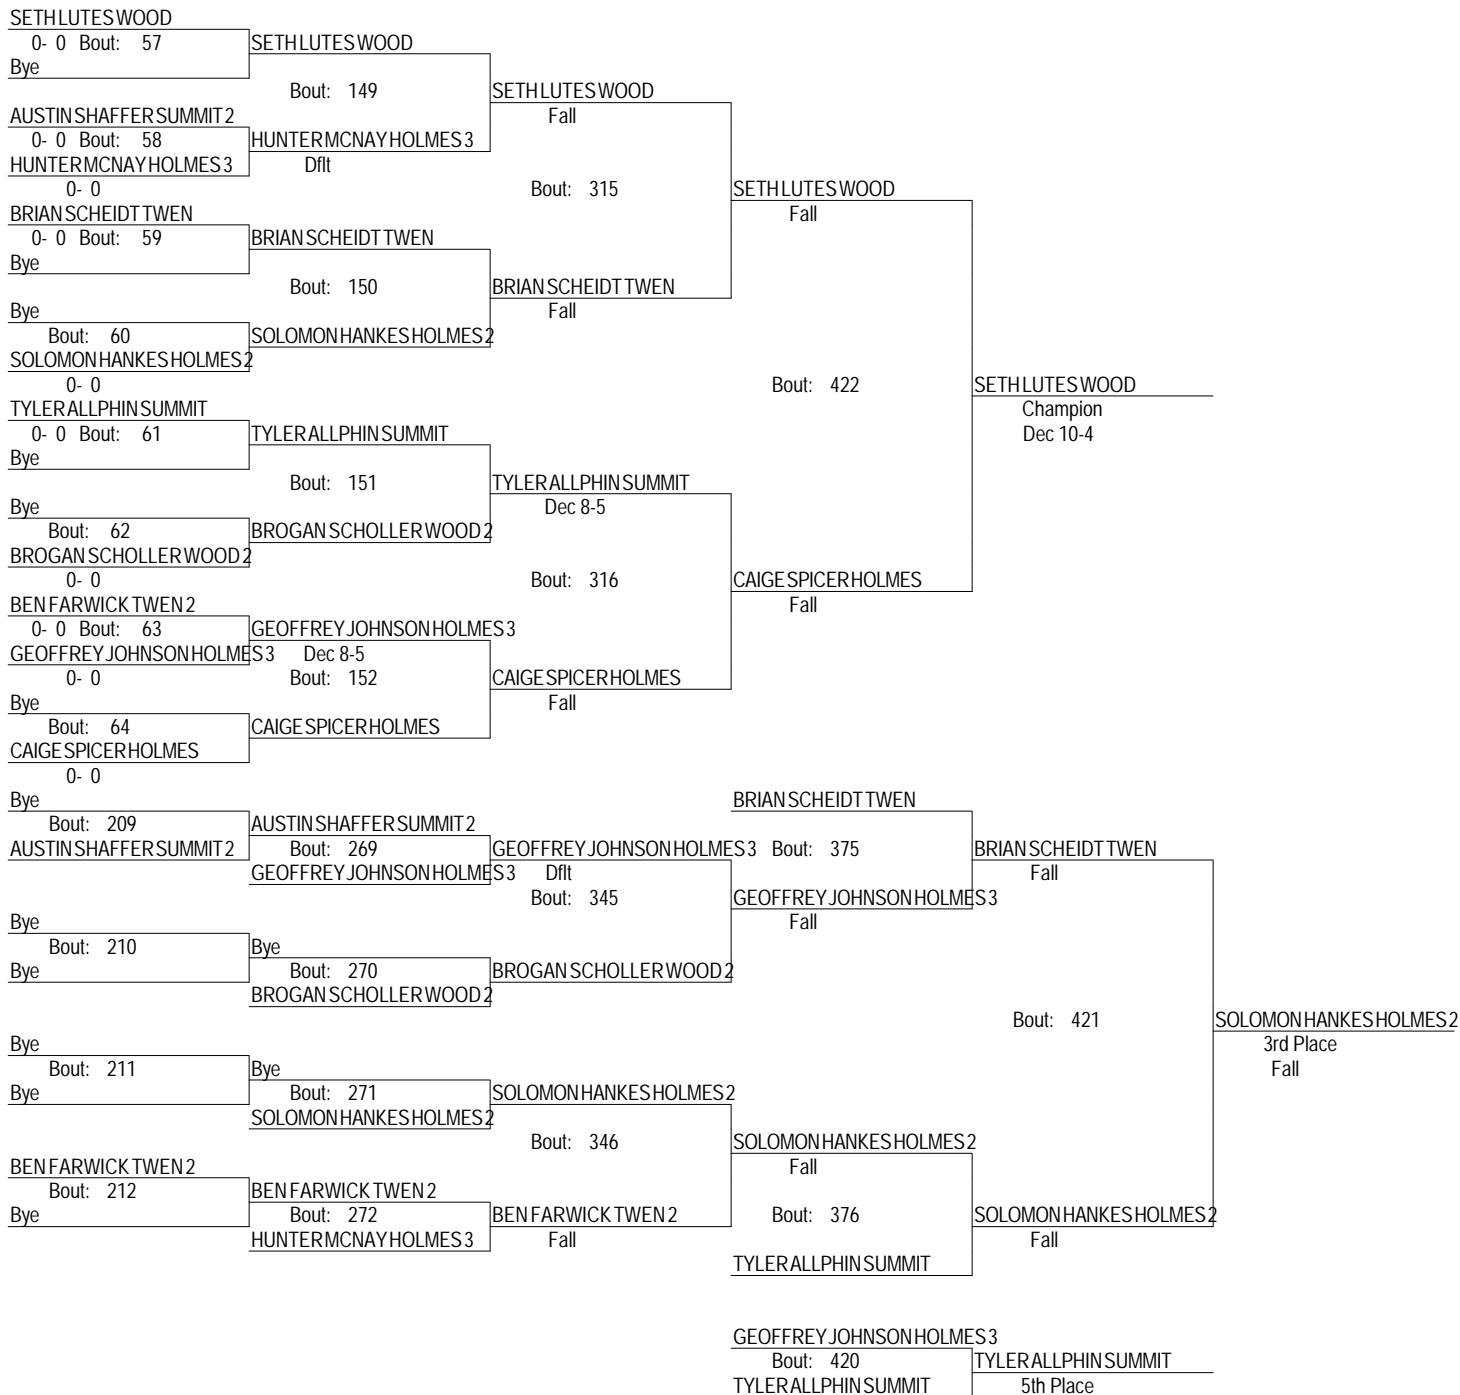 SETH LUTES WOOD
0- 0 Bout: 57 SETH LUTES WOOD
Bye
Bout: 149 SETH LUTES WOOD
AUSTIN SHAFFER SUMMIT 2 Fall
0- 0 Bout: 58 HUNTER MCNAY HOLMES 3
HUNTER MCNAY HOLMES 3 Dflt
0- 0 Bout: 315 SETH LUTES WOOD
BRIAN SCHEIDT TWEN Fall
0- 0 Bout: 59 BRIAN SCHEIDT TWEN
Bye
Bout: 150 BRIAN SCHEIDT TWEN
Bye Fall
Bout: 60 SOLOMON HANKES HOLMES 2
SOLOMON HANKES HOLMES 2
0- 0 Bout: 422 SETH LUTES WOOD
TYLER ALLPHIN SUMMIT Champion
0- 0 Bout: 61 TYLER ALLPHIN SUMMIT Dec 10-4
Bye
Bout: 151 TYLER ALLPHIN SUMMIT
Bye Dec 8-5
Bout: 62 BROGAN SCHOLLER WOOD 2
BROGAN SCHOLLER WOOD 2
0- 0 Bout: 316 CAIGE SPICER HOLMES
BEN FARWICK TWEN 2 Fall
0- 0 Bout: 63 GEOFFREY JOHNSON HOLMES 3
GEOFFREY JOHNSON HOLMES 3 Dec 8-5
0- 0 Bout: 152 CAIGE SPICER HOLMES
Bye Fall
Bout: 64 CAIGE SPICER HOLMES
CAIGE SPICER HOLMES
0- 0
Bye BRIAN SCHEIDT TWEN
Bout: 209 AUSTIN SHAFFER SUMMIT 2
AUSTIN SHAFFER SUMMIT 2 Bout: 269 GEOFFREY JOHNSON HOLMES 3 Bout: 375 BRIAN SCHEIDT TWEN
GEOFFREY JOHNSON HOLMES 3 Dflt Fall
Bout: 345 GEOFFREY JOHNSON HOLMES 3
Bye Fall
Bout: 210 Bye
Bye Bout: 270 BROGAN SCHOLLER WOOD 2
BROGAN SCHOLLER WOOD 2
Bout: 421 SOLOMON HANKES HOLMES 2
Bye 3rd Place
Bout: 211 Bye Fall
Bye Bout: 271 SOLOMON HANKES HOLMES 2
SOLOMON HANKES HOLMES 2
Bout: 346 SOLOMON HANKES HOLMES 2
BEN FARWICK TWEN 2 Fall
Bout: 212 BEN FARWICK TWEN 2
Bye Bout: 272 BEN FARWICK TWEN 2 Bout: 376 SOLOMON HANKES HOLMES 2
HUNTER MCNAY HOLMES 3 Fall Fall
TYLER ALLPHIN SUMMIT
GEOFFREY JOHNSON HOLMES 3
Bout: 420 TYLER ALLPHIN SUMMIT
TYLER ALLPHIN SUMMIT 5th Place